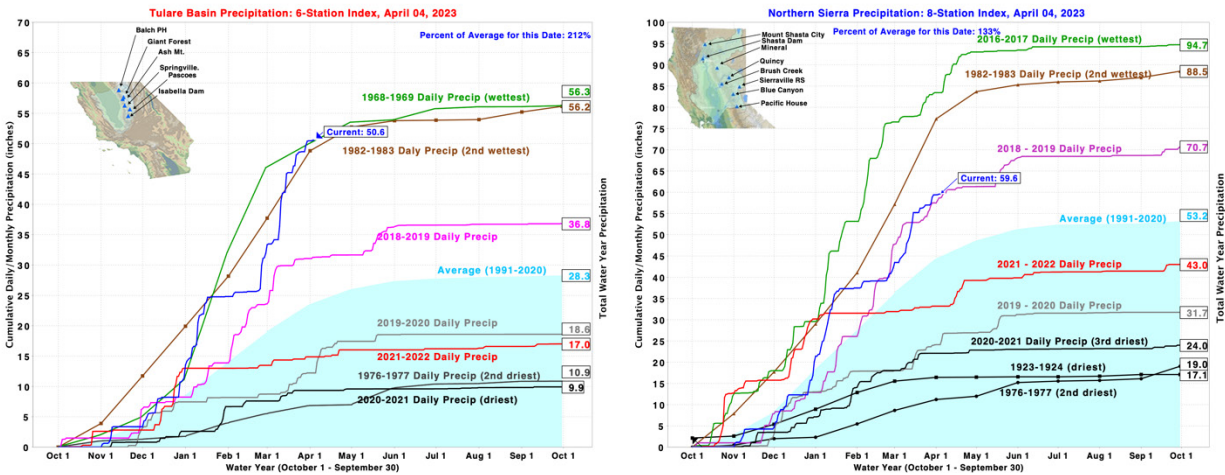 Tulare Basin Precipitation: 6-Station Index, April 04, 2023
Percent of Average for this Date: 212%
Balch PH
Giant Forest
Ash Mt.
Springville.
Pascoes
Isabella Dam
Cumulative Daily/Monthly Precipitation (inches)
70
65
60
55
50
45
40
35
30
25
20
15
10
5
0
1968-1969 Daily Precip (wettest)
56.3
56.2
Current: 50.6
1982-1983 Daly Precip (2nd wettest)
36.8
2018-2019 Daily Precip
Average (1991-2020)
28.3
2019-2020 Daily Precip
18.6
17.0
2021-2022 Daily Precip
1976-1977 Daily Precip (2nd driest)
10.9
9.9
2020-2021 Daily Precip (driest)
Total Water Year Precipitation
Oct 1 Nov 1 Dec 1 Jan 1 Feb 1 Mar 1 Apr 1 May 1 Jun 1 Jul 1 Aug 1 Sep 1 Oct 1
Water Year (October 1 - September 30)
Northern Sierra Precipitation: 8-Station Index, April 04, 2023
Percent of Average for this Date: 133%
Mount Shasta City
Shasta Dam
Mineral
Quincy
Brush Creek
Sierraville RS
Blue Canyon
Pacific House
Cumulative Daily/Monthly Precipitation (inches)
100
95
90
85
80
75
70
65
60
55
50
45
40
35
30
25
20
15
10
5
0
2016-2017 Daily Precip (wettest)
94.7
1982-1983 Daily Precip (2nd wettest)
88.5
2018 - 2019 Daily Precip
70.7
Current: 59.6
Average (1991-2020)
53.2
2021 - 2022 Daily Precip
43.0
2019 - 2020 Daily Precip
31.7
2020-2021 Daily Precip (3rd driest)
24.0
1923-1924 (driest)
19.0
17.1
1976-1977 (2nd driest)
Total Water Year Precipitation
Oct 1 Nov 1 Dec 1 Jan 1 Feb 1 Mar 1 Apr 1 May 1 Jun 1 Jul 1 Aug 1 Sep 1 Oct 1
Water Year (October 1 - September 30)